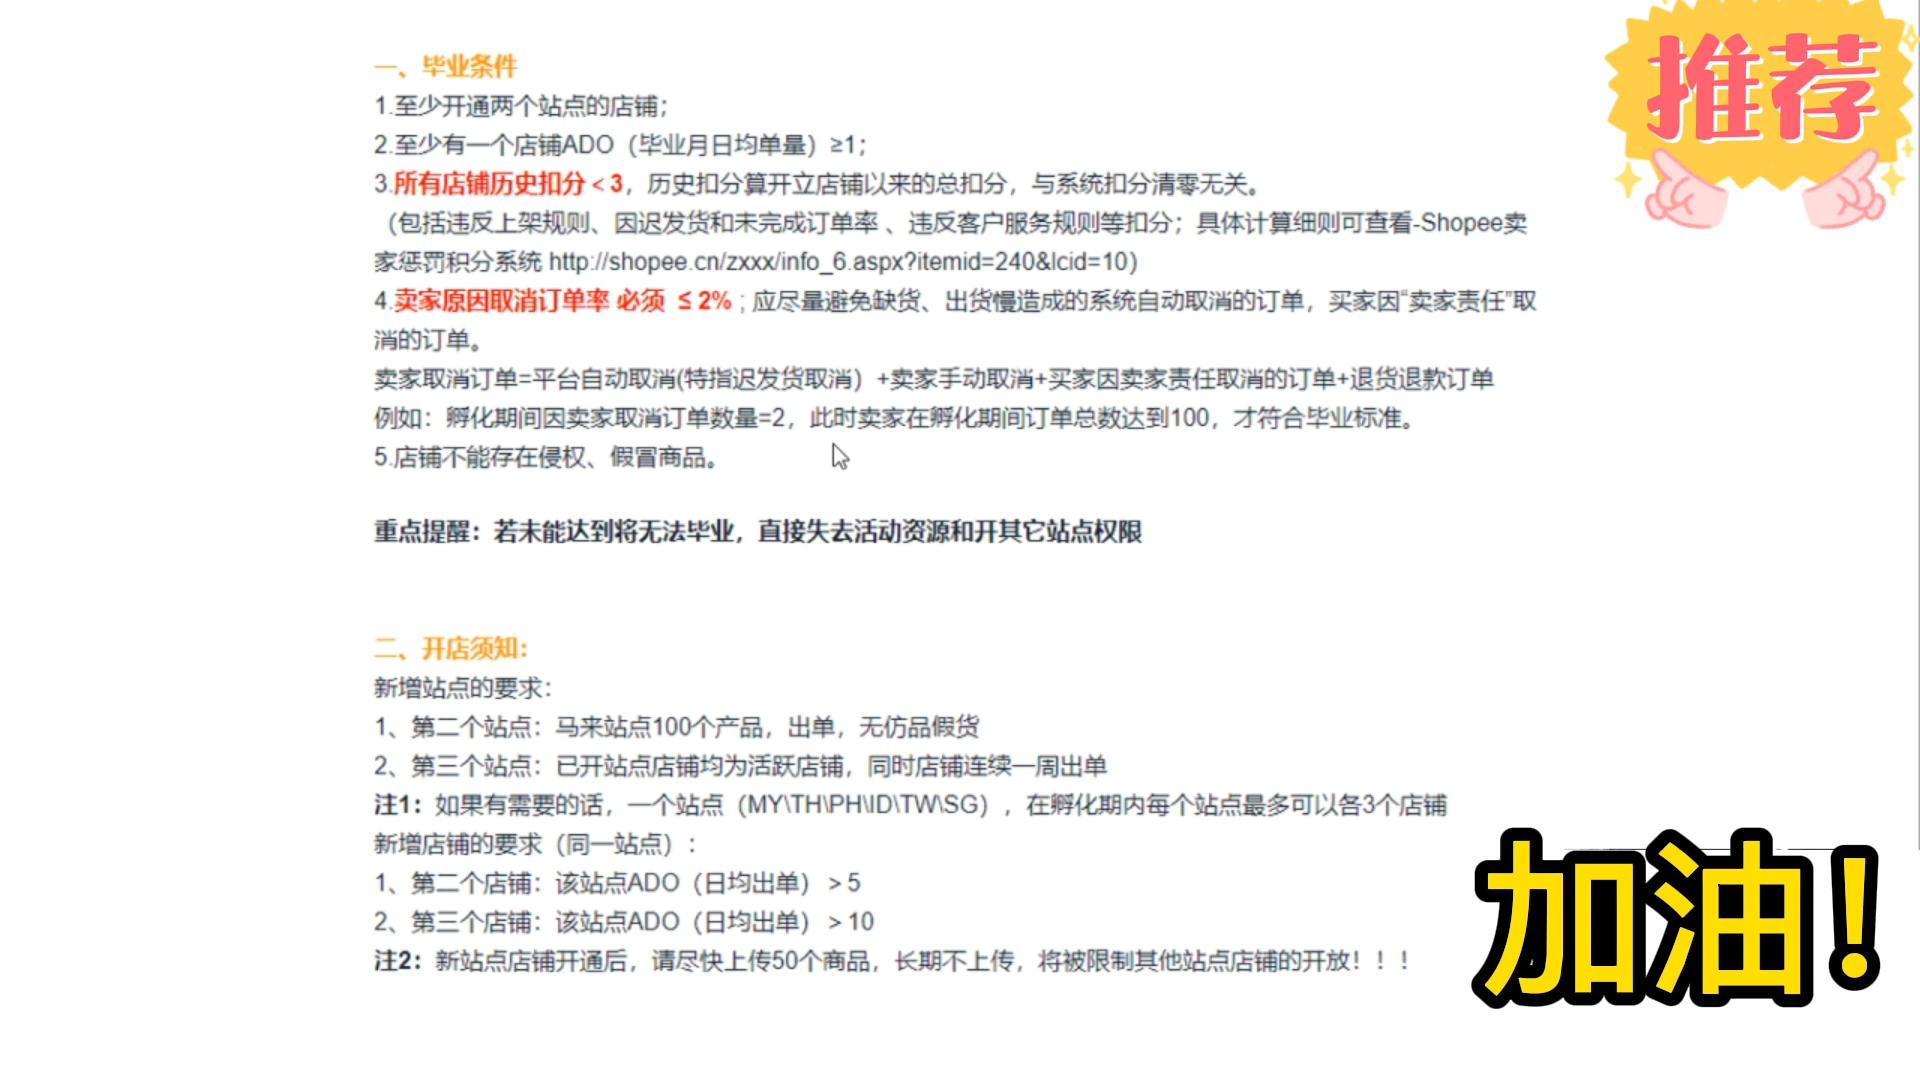 一、毕业条件
1.至少开通两个站点的店铺；
2.至少有一个店铺ADO（毕业月日均单量）≥1；
3.所有店铺历史扣分＜3，历史扣分算开立店铺以来的总扣分，与系统扣分清零无关。
（包括违反上架规则、因迟发货和未完成订单率 、违反客户服务规则等扣分；具体计算细则可查看-Shopee卖
家惩罚积分系统 http://shopee.cn/zxxx/info_6.aspx?itemid=240&lcid=10）
4.卖家原因取消订单率 必须 ≤ 2% ; 应尽量避免缺货、出货慢造成的系统自动取消的订单，买家因“卖家责任”取
消的订单。
卖家取消订单=平台自动取消(特指迟发货取消）+卖家手动取消+买家因卖家责任取消的订单+退货退款订单
例如：孵化期间因卖家取消订单数量=2，此时卖家在孵化期间订单总数达到100，才符合毕业标准。
5.店铺不能存在侵权、假冒商品。
重点提醒：若未能达到将无法毕业，直接失去活动资源和开其它站点权限
二、开店须知：
新增站点的要求：
1、第二个站点：马来站点100个产品，出单，无仿品假货
2、第三个站点：已开站点店铺均为活跃店铺，同时店铺连续一周出单
注1：如果有需要的话，一个站点（MY\TH\PH\ID\TW\SG），在孵化期内每个站点最多可以各3个店铺
新增店铺的要求（同一站点）：
1、第二个店铺：该站点ADO（日均出单）＞5
2、第三个店铺：该站点ADO（日均出单）＞10
注2：新站点店铺开通后，请尽快上传50个商品，长期不上传，将被限制其他站点店铺的开放！！！
推荐
加油！